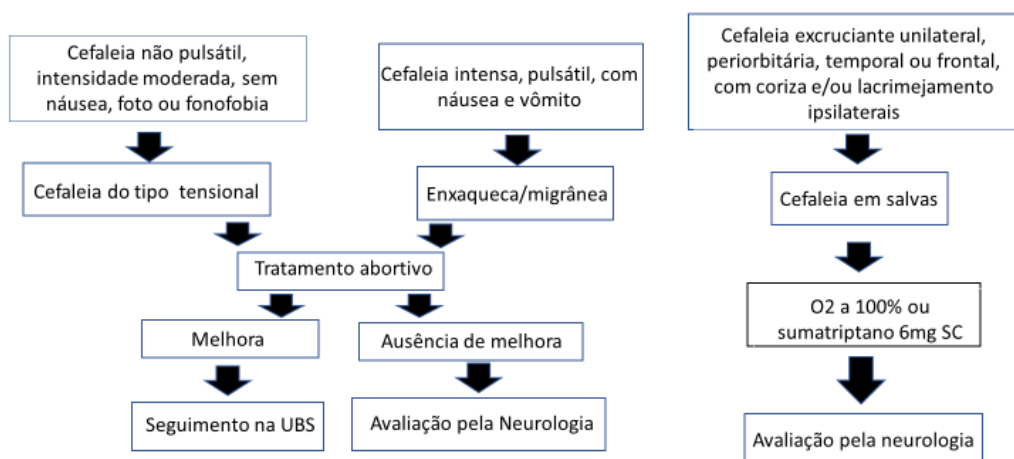 Cefaleia não pulsátil,
intensidade moderada, sem
náusea, foto ou fonofobia
Cefaleia intensa, pulsátil, com
náusea e vômito
Cefaleia excruciante unilateral,
periorbitária, temporal ou frontal,
com coriza e/ou lacrimejamento
ipsilaterais
Cefaleia do tipo tensional
Enxaqueca/migrânea
Cefaleia em salvas
Tratamento abortivo
O2 a 100% ou
sumatriptano 6mg SC
Melhora
Ausência de melhora
Seguimento na UBS
Avaliação pela Neurologia
Avaliação pela neurologia